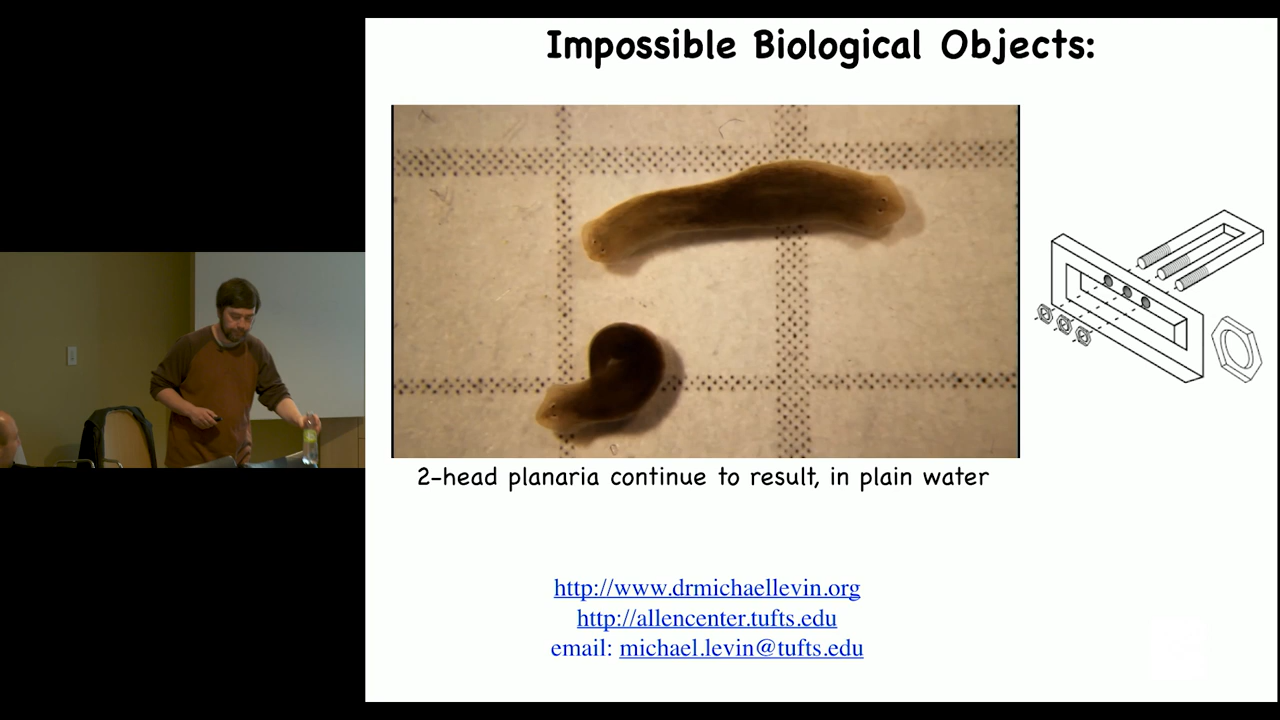 Impossible Biological Objects:
2-head planaria continue to result, in plain water
http://www.drmichaellevin.org
http://allencenter.tufts.edu
email: michael.levin@tufts.edu